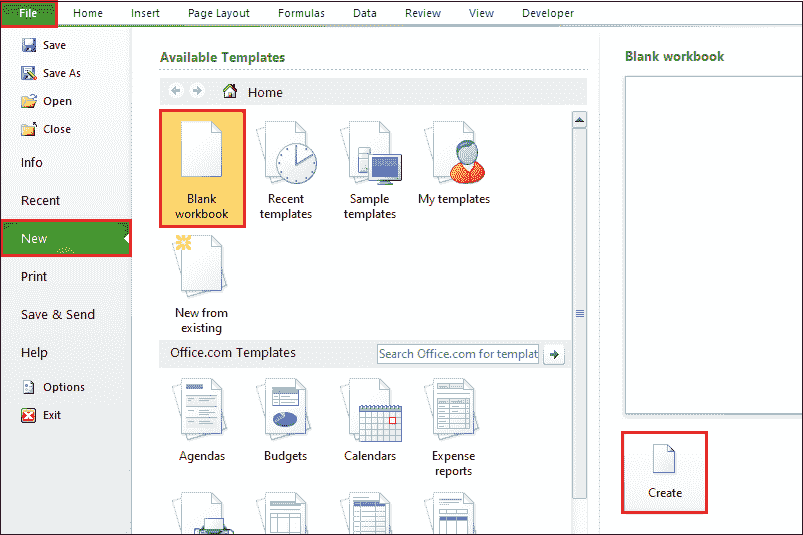 File Home Insert Page Layout Formulas Data Review View Developer
Save
Save As
Open
Close
Info
Recent
New
Print
Save & Send
Help
Options
Exit
Available Templates
Home
Blank
workbook
Recent
templates
Sample
templates
My templates
New from
existing
Office.com Templates
Search Office.com for templat
Agendas
Budgets
Calendars
Expense
reports
Blank workbook
Create